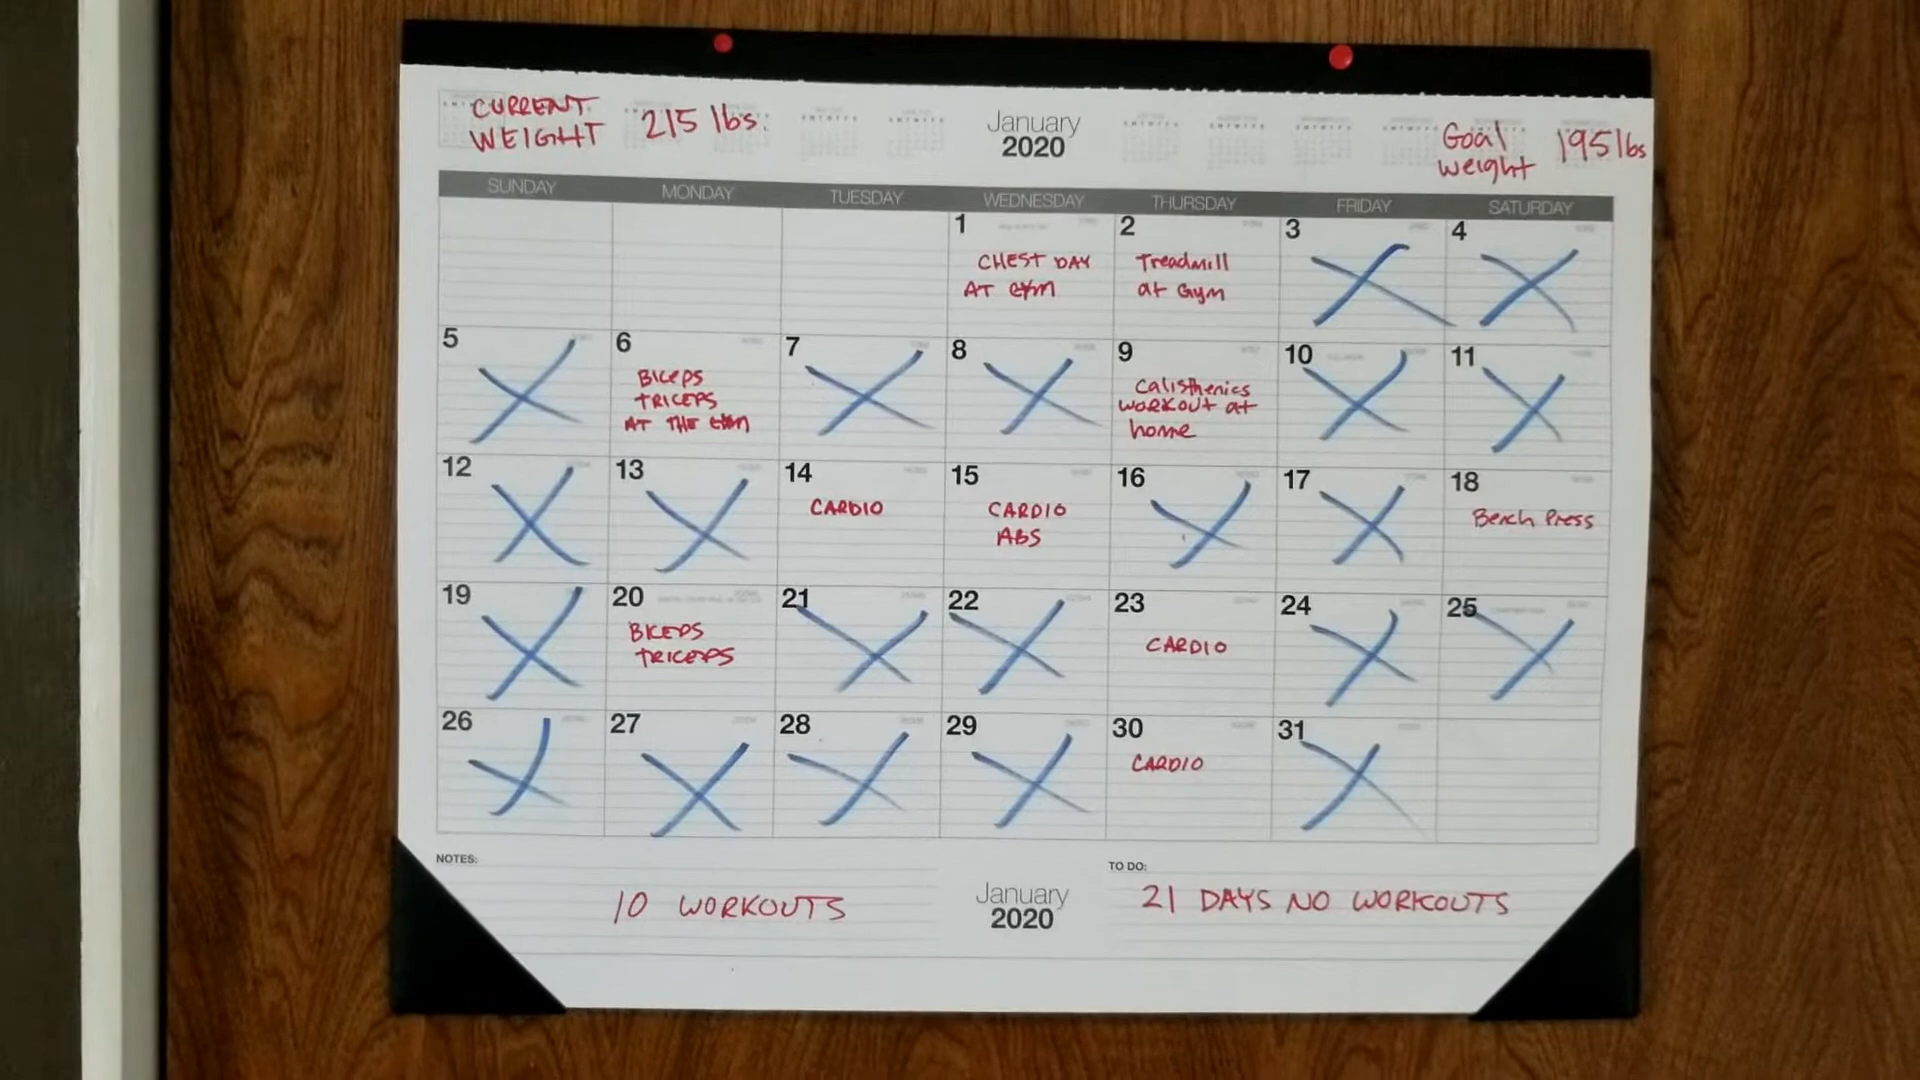 CURRENT WEIGHT 215 lbs.
January 2020
Goal weight 195 lbs
SUNDAY MONDAY TUESDAY WEDNESDAY THURSDAY FRIDAY SATURDAY
1 2 3 4
CHEST DAY AT GYM
Treadmill at Gym
5 6 7 8 9 10 11
BICEPS TRICEPS AT THE GYM
Calisthenics WORKOUT at home
12 13 14 15 16 17 18
CARDIO
CARDIO ABS
Bench Press
19 20 21 22 23 24 25
BICEPS TRICEPS
CARDIO
26 27 28 29 30 31
CARDIO
NOTES:
10 WORKOUTS
January 2020
TO DO:
21 DAYS NO WORKOUTS